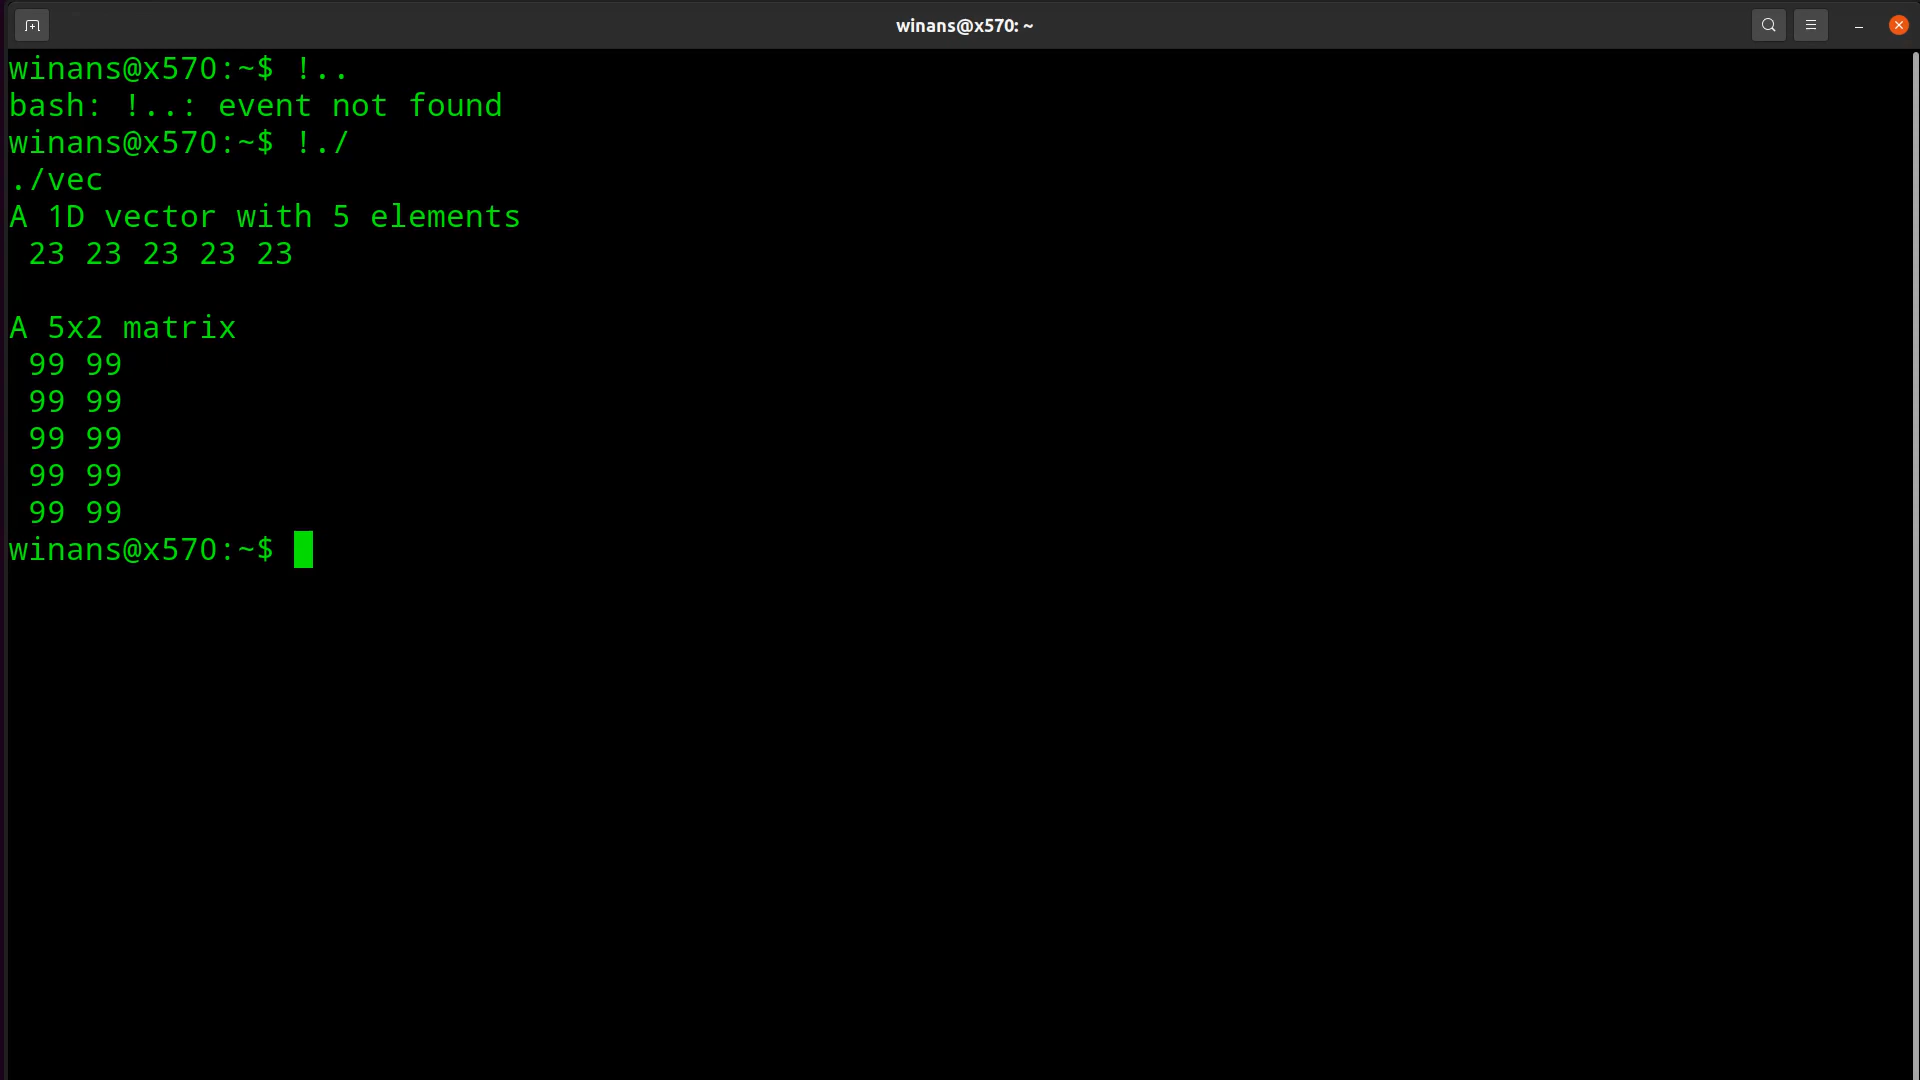 winans@x570: ~
winans@x570:~$ !..
bash: !..: event not found
winans@x570:~$ !./
./vec
A 1D vector with 5 elements
 23 23 23 23 23

A 5x2 matrix
 99 99
 99 99
 99 99
 99 99
 99 99
winans@x570:~$